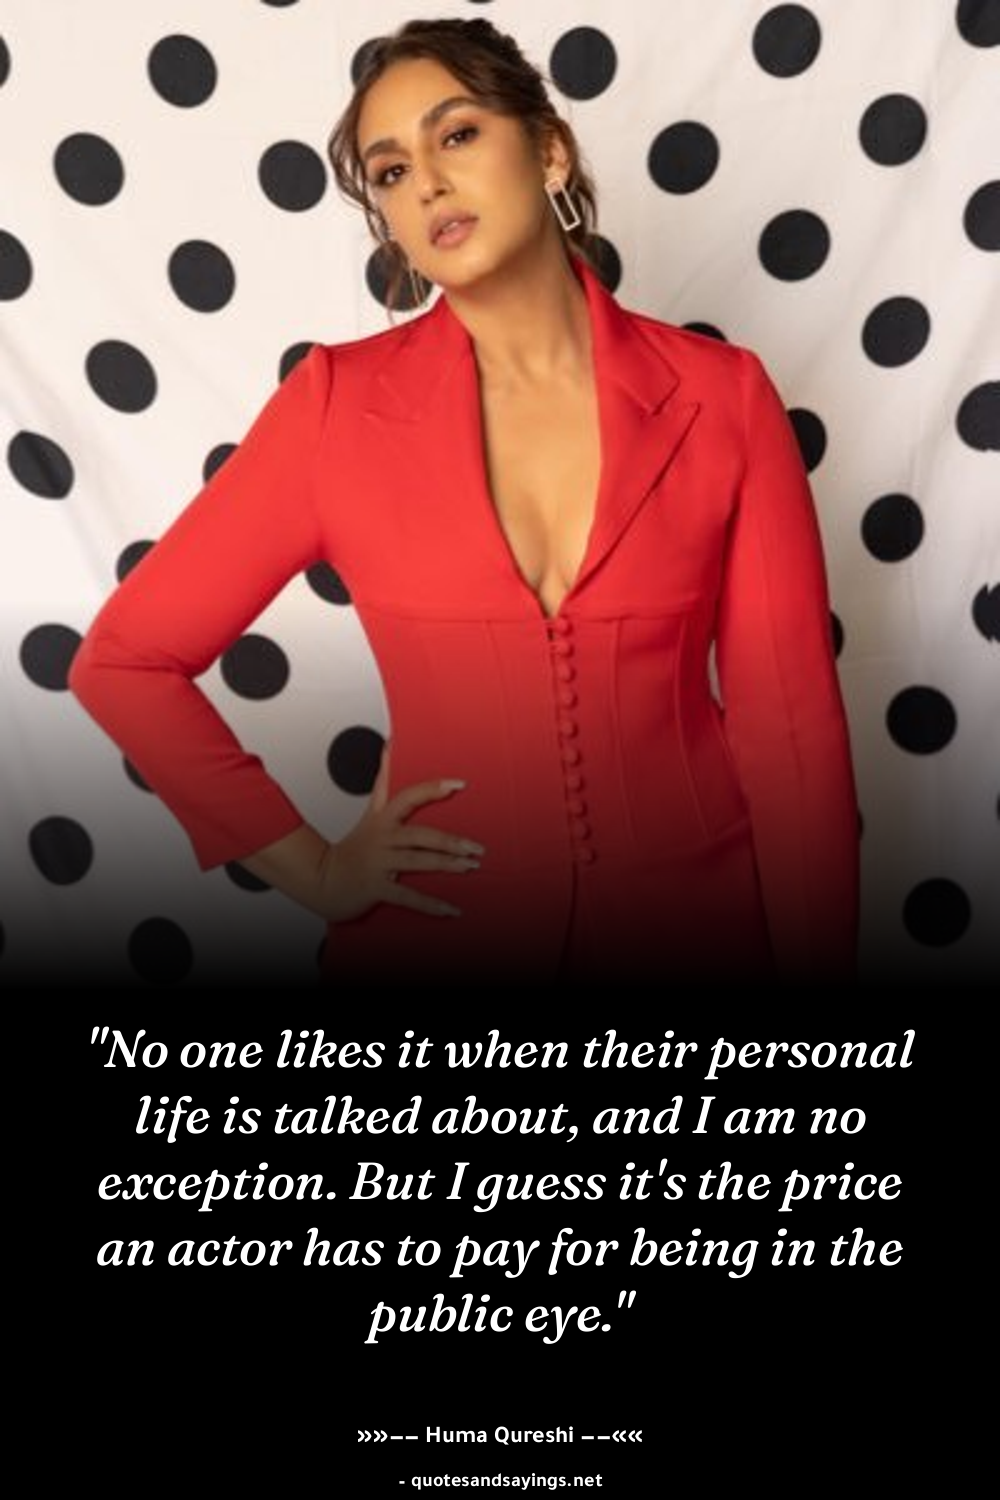 "No one likes it when their personal
life is talked about, and I am no
exception. But I guess it's the price
an actor has to pay for being in the
public eye."
»»–– Huma Qureshi ––««
- quotesandsayings.net